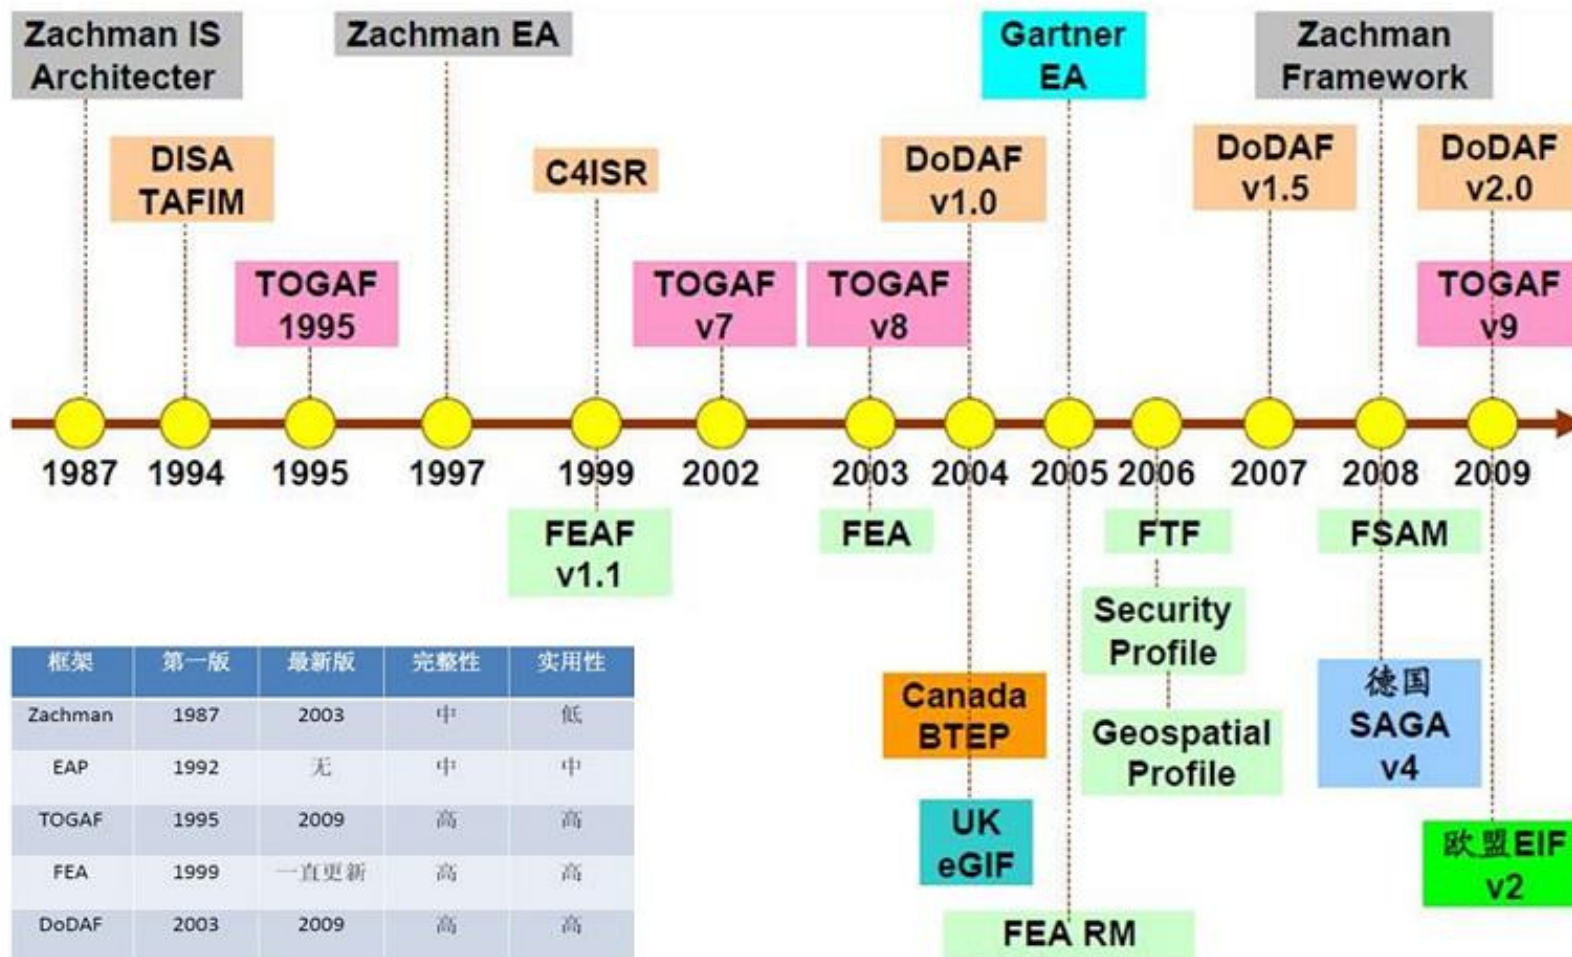 Zachman IS
Architecter
Zachman EA
Gartner
EA
Zachman
Framework
DISA
TAFIM
C4ISR
DoDAF
v1.0
DoDAF
v1.5
DoDAF
v2.0
TOGAF
1995
TOGAF
v7
TOGAF
v8
TOGAF
v9
1987 1994 1995 1997 1999 2002 2003 2004 2005 2006 2007 2008 2009
FEAF
v1.1
FEA
FTF
FSAM
Security
Profile
Canada
BTEP
Geospatial
Profile
德国
SAGA
v4
UK
eGIF
欧盟EIF
v2
FEA RM
框架 第一版 最新版 完整性 实用性
Zachman 1987 2003 中 低
EAP 1992 无 中 中
TOGAF 1995 2009 高 高
FEA 1999 一直更新 高 高
DoDAF 2003 2009 高 高